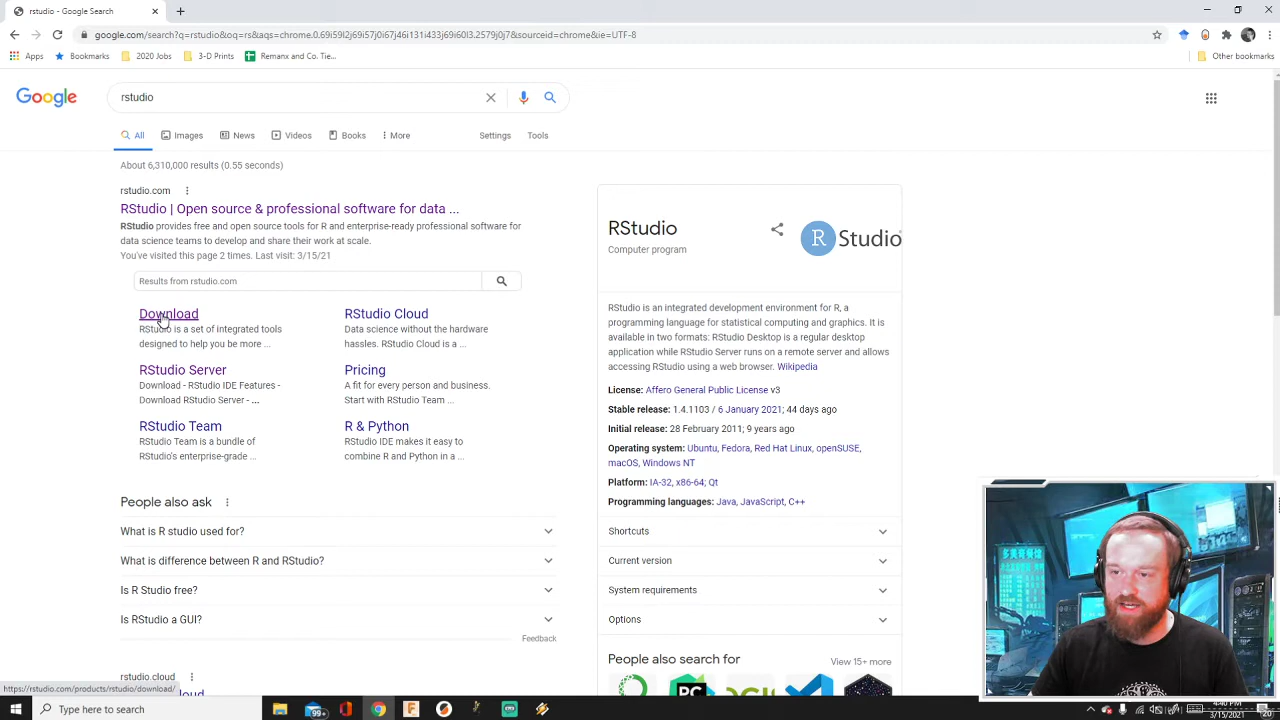 rstudio - Google Search
google.com/search?q=rstudio&oq=rs&aqs=chrome.0.69i59l2j69i57j0i67j46i131i433j69i60l3.2579j0j7&sourceid=chrome&ie=UTF-8
Apps
Bookmarks
2020 Jobs
3-D Prints
Remanx and Co. Tie...
Other bookmarks
Google
rstudio
All
Images
News
Videos
Books
More
Settings
Tools
About 6,310,000 results (0.55 seconds)
rstudio.com
RStudio | Open source & professional software for data ...
RStudio provides free and open source tools for R and enterprise-ready professional software for
data science teams to develop and share their work at scale.
You've visited this page 2 times. Last visit: 3/15/21
Results from rstudio.com
Download
RStudio is a set of integrated tools
designed to help you be more ...
RStudio Cloud
Data science without the hardware
hassles. RStudio Cloud is a ...
RStudio Server
Download - RStudio IDE Features -
Download RStudio Server - ...
Pricing
A fit for every person and business.
Start with RStudio Team ...
RStudio Team
RStudio Team is a bundle of
RStudio's enterprise-grade ...
R & Python
RStudio IDE makes it easy to
combine R and Python in a ...
People also ask
What is R studio used for?
What is difference between R and RStudio?
Is R Studio free?
Is RStudio a GUI?
Feedback
rstudio.cloud
RStudio
Computer program
R Studio
RStudio is an integrated development environment for R, a
programming language for statistical computing and graphics. It is
available in two formats: RStudio Desktop is a regular desktop
application while RStudio Server runs on a remote server and allows
accessing RStudio using a web browser. Wikipedia
License: Affero General Public License v3
Stable release: 1.4.1103 / 6 January 2021; 44 days ago
Initial release: 28 February 2011; 9 years ago
Operating system: Ubuntu, Fedora, Red Hat Linux, openSUSE,
macOS, Windows NT
Platform: IA-32, x86-64; Qt
Programming languages: Java, JavaScript, C++
Shortcuts
Current version
System requirements
Options
People also search for
View 15+ more
PC
https://rstudio.com/products/rstudio/download/
Type here to search
99+
4:40 PM
3/15/2021